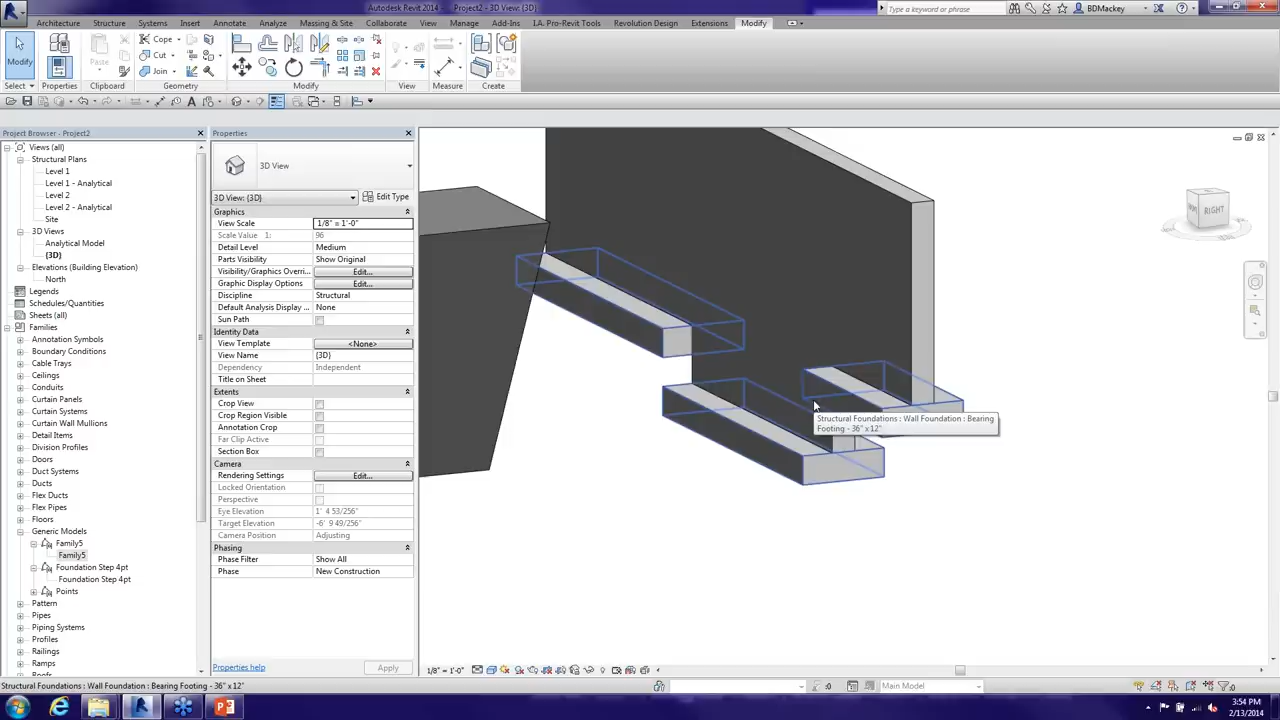 Autodesk Revit 2014 - Project2 - 3D View: {3D}
Type a keyword or phrase
BDMackey
Architecture Structure Systems Insert Annotate Analyze Massing & Site Collaborate View Manage Add-Ins I.A. Pro-Revit Tools Revolution Design Extensions Modify
Modify
Paste
Cope
Cut
Join
Select Properties Clipboard Geometry Modify View Measure Create
Project Browser - Project2
Views (all)
Structural Plans
Level 1
Level 1 - Analytical
Level 2
Level 2 - Analytical
Site
3D Views
Analytical Model
{3D}
Elevations (Building Elevation)
North
Legends
Schedules/Quantities
Sheets (all)
Families
Annotation Symbols
Boundary Conditions
Cable Trays
Ceilings
Conduits
Curtain Panels
Curtain Systems
Curtain Wall Mullions
Detail Items
Division Profiles
Doors
Duct Systems
Ducts
Flex Ducts
Flex Pipes
Floors
Generic Models
Family5
Family5
Foundation Step 4pt
Foundation Step 4pt
Points
Pattern
Pipes
Piping Systems
Profiles
Railings
Ramps
Roofs
Properties
3D View
3D View: {3D}
Edit Type
Graphics
View Scale 1/8" = 1'-0"
Scale Value 1: 96
Detail Level Medium
Parts Visibility Show Original
Visibility/Graphics Overri... Edit...
Graphic Display Options Edit...
Discipline Structural
Default Analysis Display ... None
Sun Path
Identity Data
View Template <None>
View Name {3D}
Dependency Independent
Title on Sheet
Extents
Crop View
Crop Region Visible
Annotation Crop
Far Clip Active
Section Box
Camera
Rendering Settings Edit...
Locked Orientation
Perspective
Eye Elevation 1' 4 53/256"
Target Elevation -6' 9 49/256"
Camera Position Adjusting
Phasing
Phase Filter Show All
Phase New Construction
Properties help
Apply
RIGHT
Structural Foundations : Wall Foundation : Bearing
Footing - 36" x 12"
1/8" = 1'-0"
Structural Foundations : Wall Foundation : Bearing Footing - 36" x 12"
:0
Main Model
:0
3:54 PM
2/13/2014